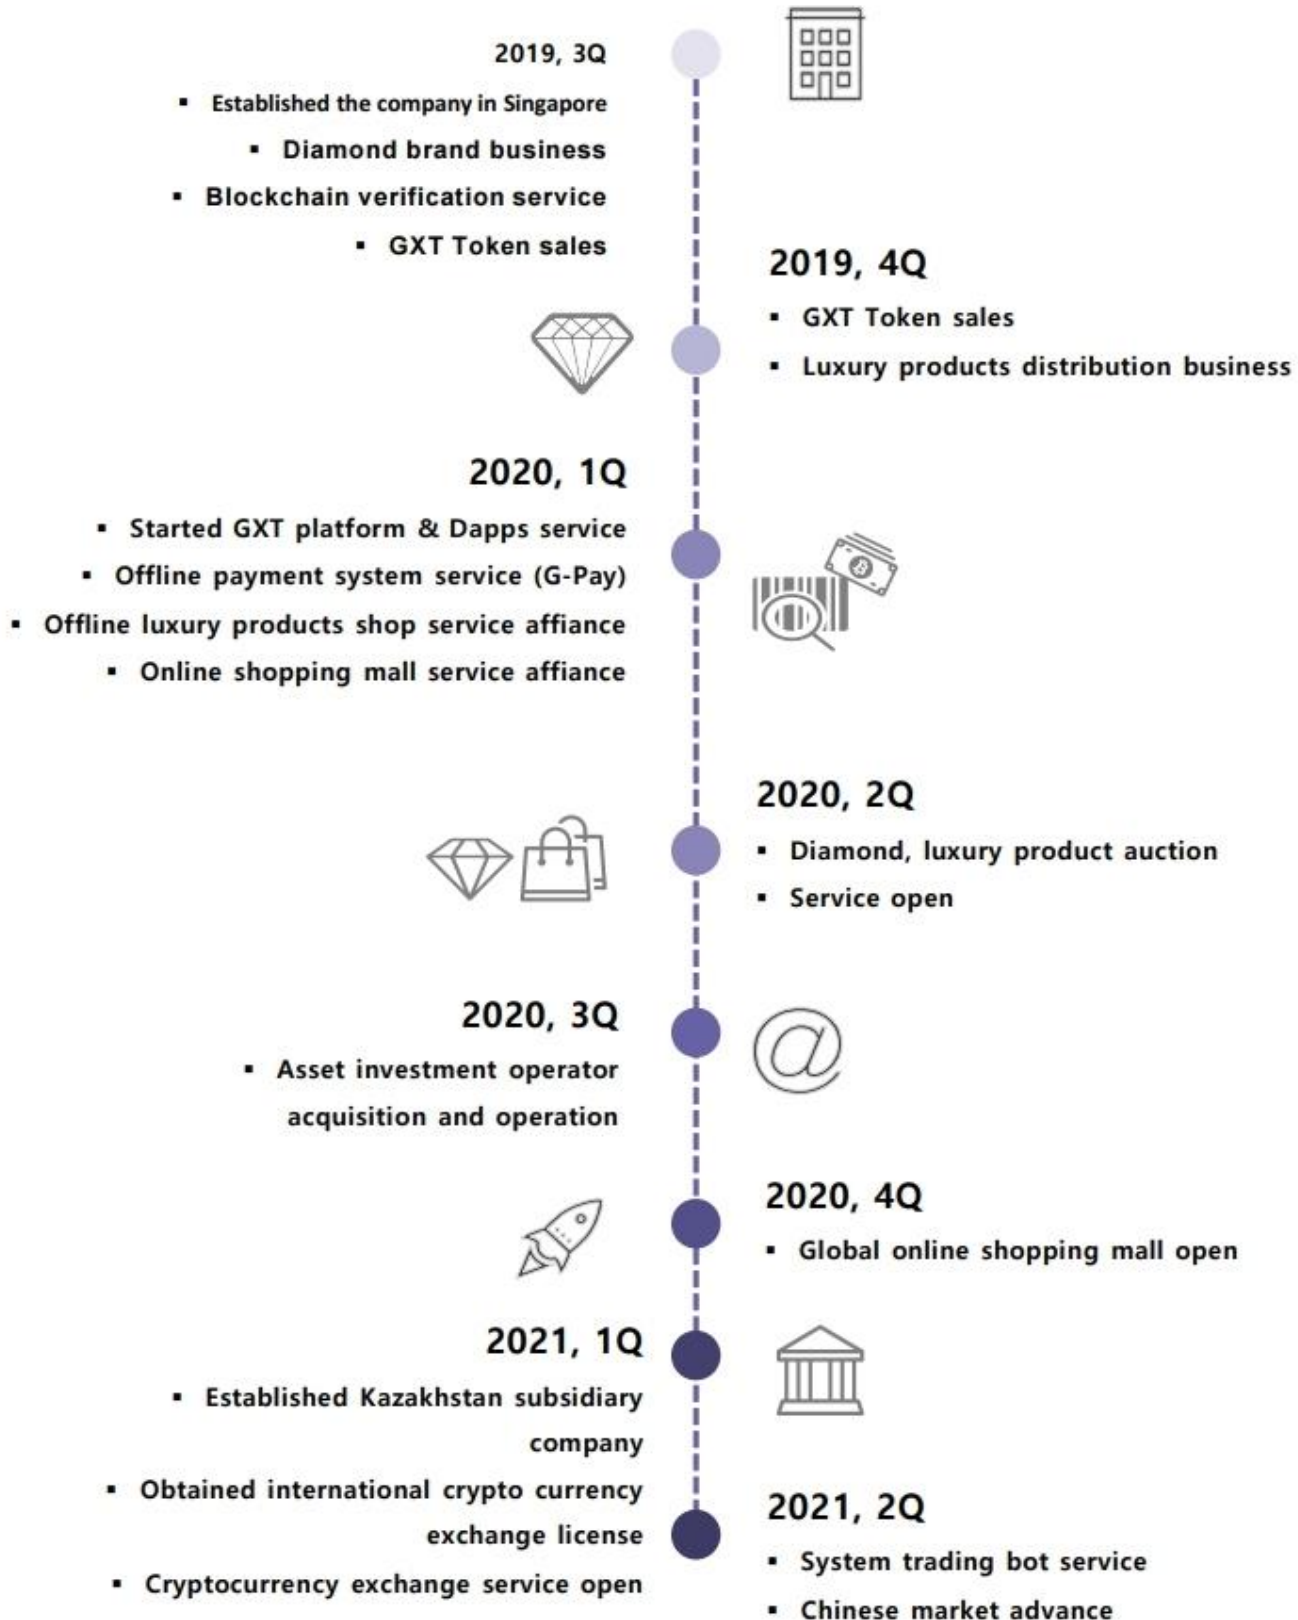 2019, 3Q
▪ Established the company in Singapore
▪ Diamond brand business
▪ Blockchain verification service
▪ GXT Token sales
2019, 4Q
▪ GXT Token sales
▪ Luxury products distribution business
2020, 1Q
▪ Started GXT platform & Dapps service
▪ Offline payment system service (G-Pay)
▪ Offline luxury products shop service affiance
▪ Online shopping mall service affiance
2020, 2Q
▪ Diamond, luxury product auction
▪ Service open
2020, 3Q
▪ Asset investment operator
acquisition and operation
2020, 4Q
▪ Global online shopping mall open
2021, 1Q
▪ Established Kazakhstan subsidiary
company
▪ Obtained international crypto currency
exchange license
▪ Cryptocurrency exchange service open
2021, 2Q
▪ System trading bot service
▪ Chinese market advance